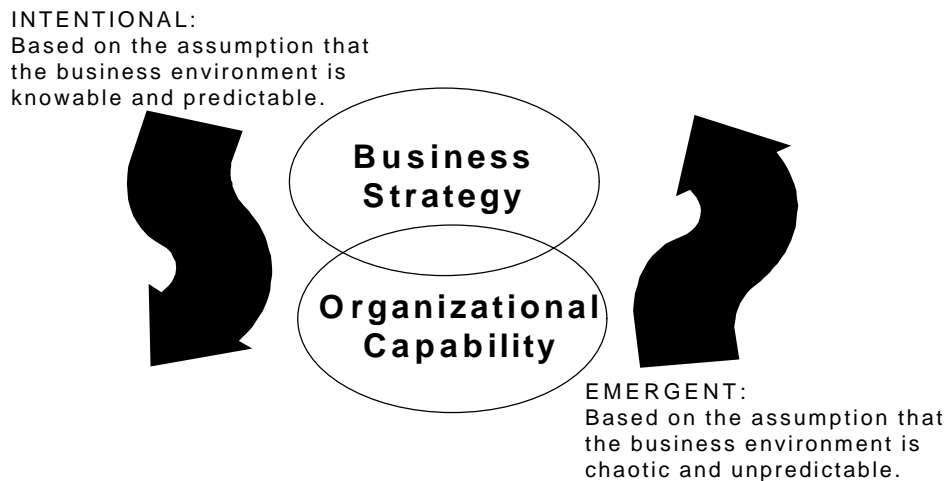 INTENTIONAL:
Based on the assumption that
the business environment is
knowable and predictable.
Business
Strategy
Organizational
Capability
EMERGENT:
Based on the assumption that
the business environment is
chaotic and unpredictable.